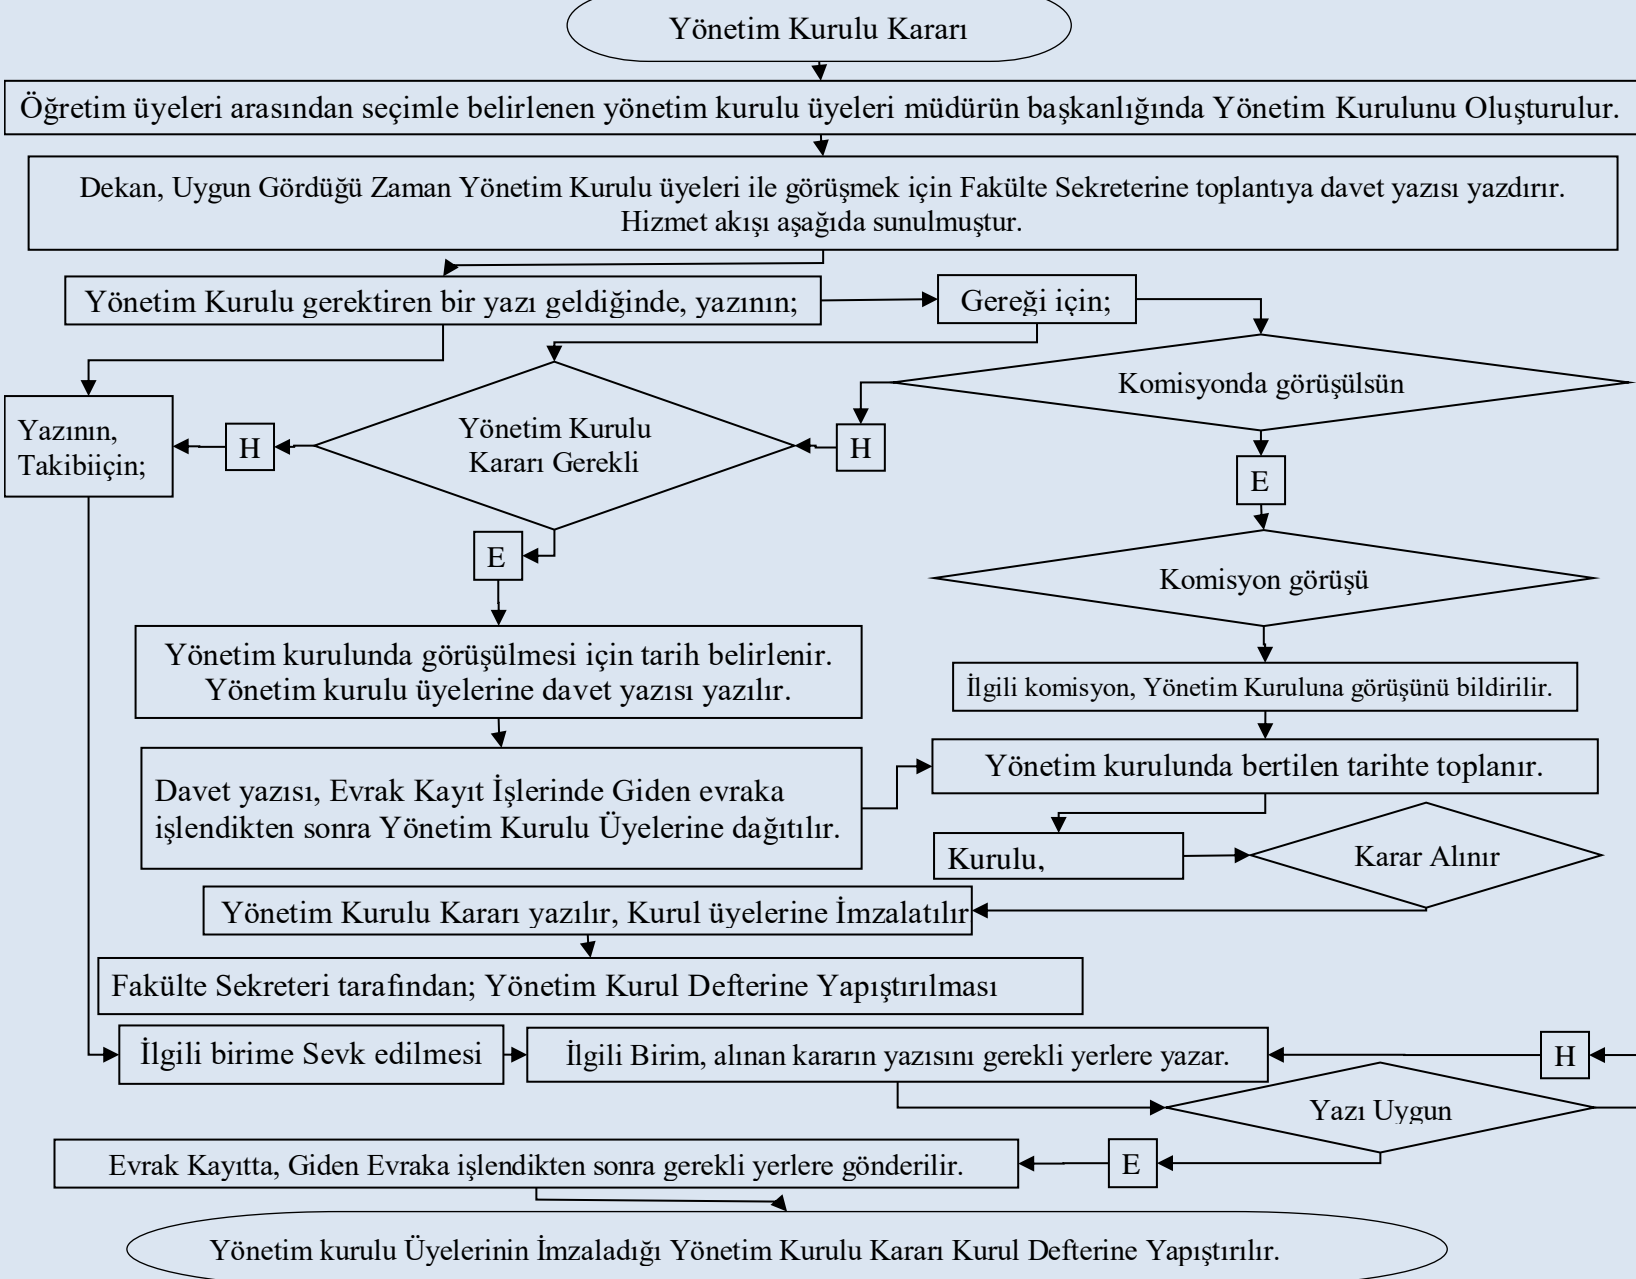 Yönetim Kurulu Kararı
Öğretim üyeleri arasından seçimle belirlenen yönetim kurulu üyeleri müdürün başkanlığında Yönetim Kurulunu Oluşturulur.
Dekan, Uygun Gördüğü Zaman Yönetim Kurulu üyeleri ile görüşmek için Fakülte Sekreterine toplantıya davet yazısı yazdırır.
Hizmet akışı aşağıda sunulmuştur.
Yönetim Kurulu gerektiren bir yazı geldiğinde, yazının;
Gereği için;
Komisyonda görüşülsün
Yazının,
Takibiiçin;
H
Yönetim Kurulu
Kararı Gerekli
H
E
E
Komisyon görüşü
Yönetim kurulunda görüşülmesi için tarih belirlenir.
Yönetim kurulu üyelerine davet yazısı yazılır.
İlgili komisyon, Yönetim Kuruluna görüşünü bildirilir.
Davet yazısı, Evrak Kayıt İşlerinde Giden evraka
işlendikten sonra Yönetim Kurulu Üyelerine dağıtılır.
Yönetim kurulunda bertilen tarihte toplanır.
Kurulu,
Karar Alınır
Yönetim Kurulu Kararı yazılır, Kurul üyelerine İmzalatılır
Fakülte Sekreteri tarafından; Yönetim Kurul Defterine Yapıştırılması
İlgili birime Sevk edilmesi
İlgili Birim, alınan kararın yazısını gerekli yerlere yazar.
H
Yazı Uygun
Evrak Kayıtta, Giden Evraka işlendikten sonra gerekli yerlere gönderilir.
E
Yönetim kurulu Üyelerinin İmzaladığı Yönetim Kurulu Kararı Kurul Defterine Yapıştırılır.